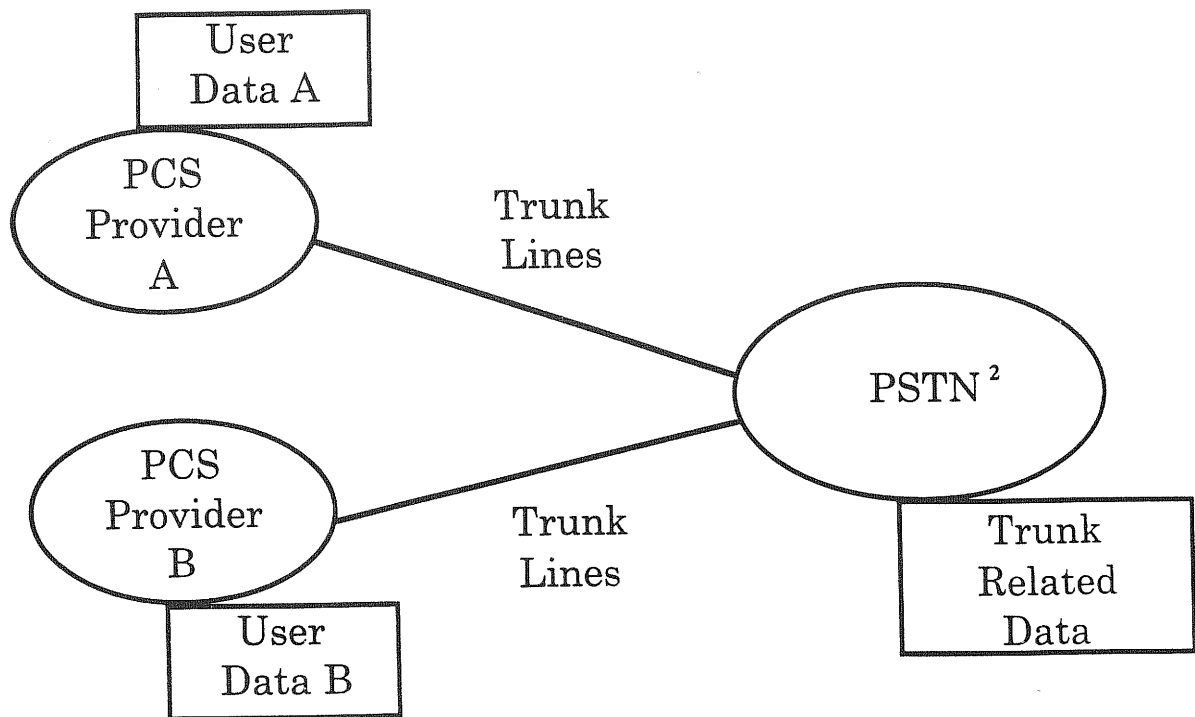 User
Data A
PCS
Provider
A
Trunk
Lines
PSTN ²
PCS
Provider
B
Trunk
Lines
User
Data B
Trunk
Related
Data